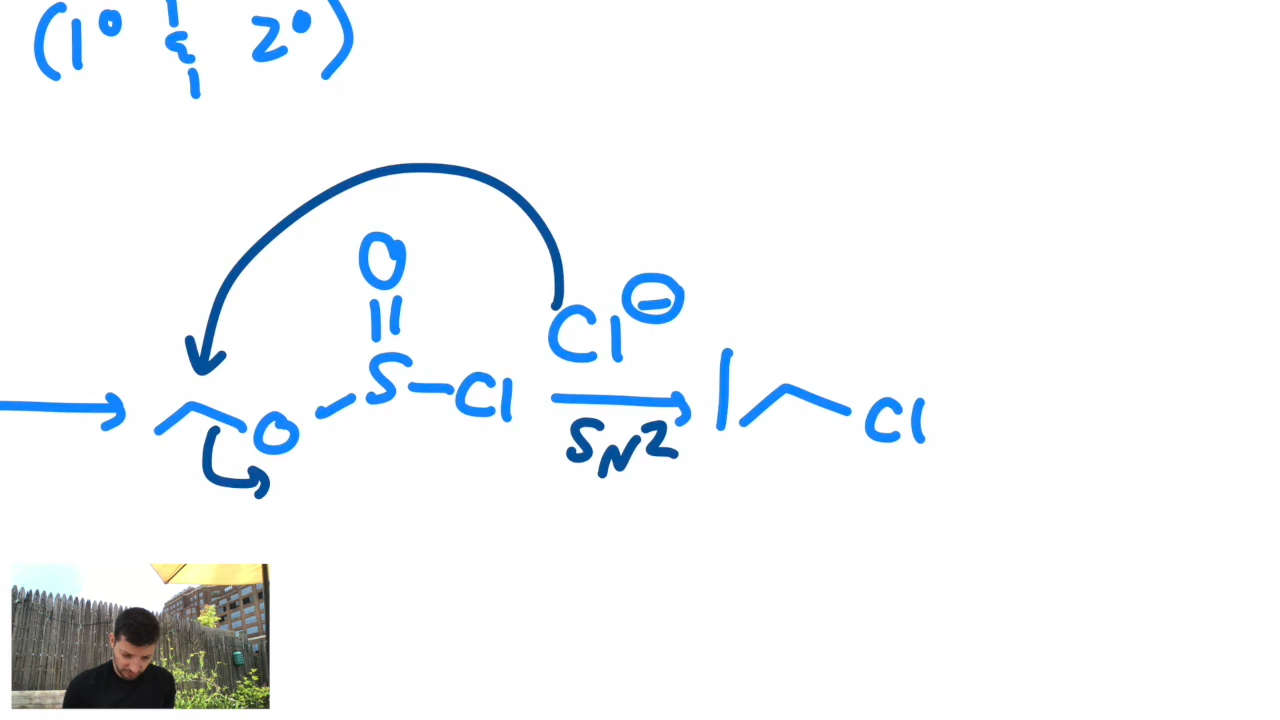 (1° & 2°)
O
Cl⊖
S-Cl
O
Cl
SN2